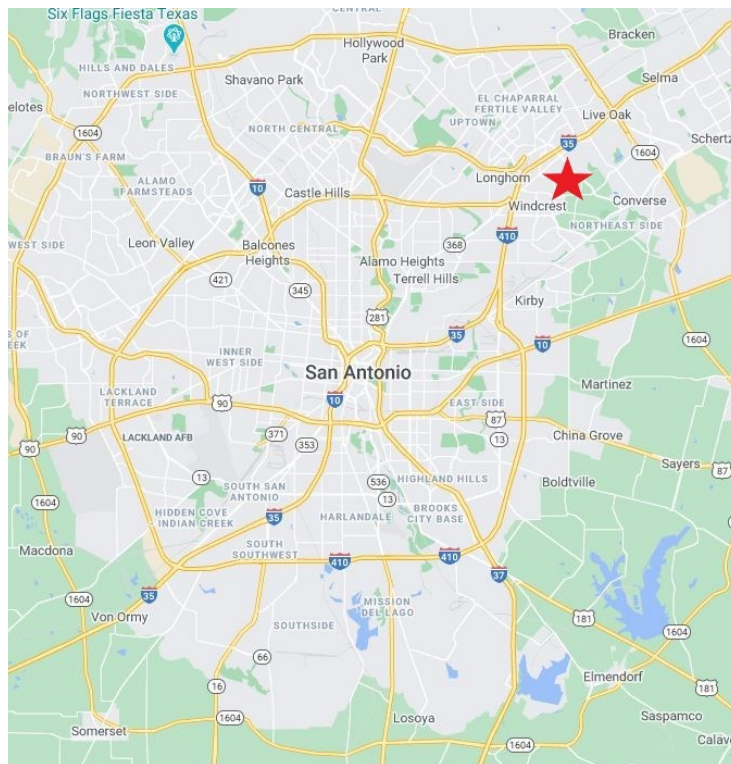 Six Flags Fiesta Texas
CENTRAL
Bracken
Hollywood
Park
HILLS AND DALES
Shavano Park
Selma
NORTHWEST SIDE
EL CHAPARRAL
FERTILE VALLEY
Live Oak
elotes
1604
UPTOWN
NORTH CENTRAL
35
1604
Schertz
BRAUN'S FARM
Longhorn
ALAMO
FARMSTEADS
10
Castle Hills
Windcrest
Converse
WEST SIDE
Leon Valley
Balcones
Heights
410
NORTHEAST SIDE
368
Alamo Heights
Terrell Hills
421
345
Kirby
281
35
10
1604
INNER
WEST SIDE
San Antonio
Martinez
LACKLAND
TERRACE
90
10
EAST SIDE
87
90
LACKLAND AFB
371
353
13
China Grove
90
Sayers
87
13
536
HIGHLAND HILLS
Boldtville
SOUTH SAN
ANTONIO
13
1604
HIDDEN COVE
INDIAN CREEK
35
HARLANDALE
BROOKS
CITY BASE
Macdona
SOUTH
SOUTHWEST
410
410
37
35
1604
MISSION
DEL LAGO
Von Ormy
SOUTHSIDE
181
1604
66
16
Elmendorf
181
1604
Losoya
Saspamco
Somerset
1604
Calav